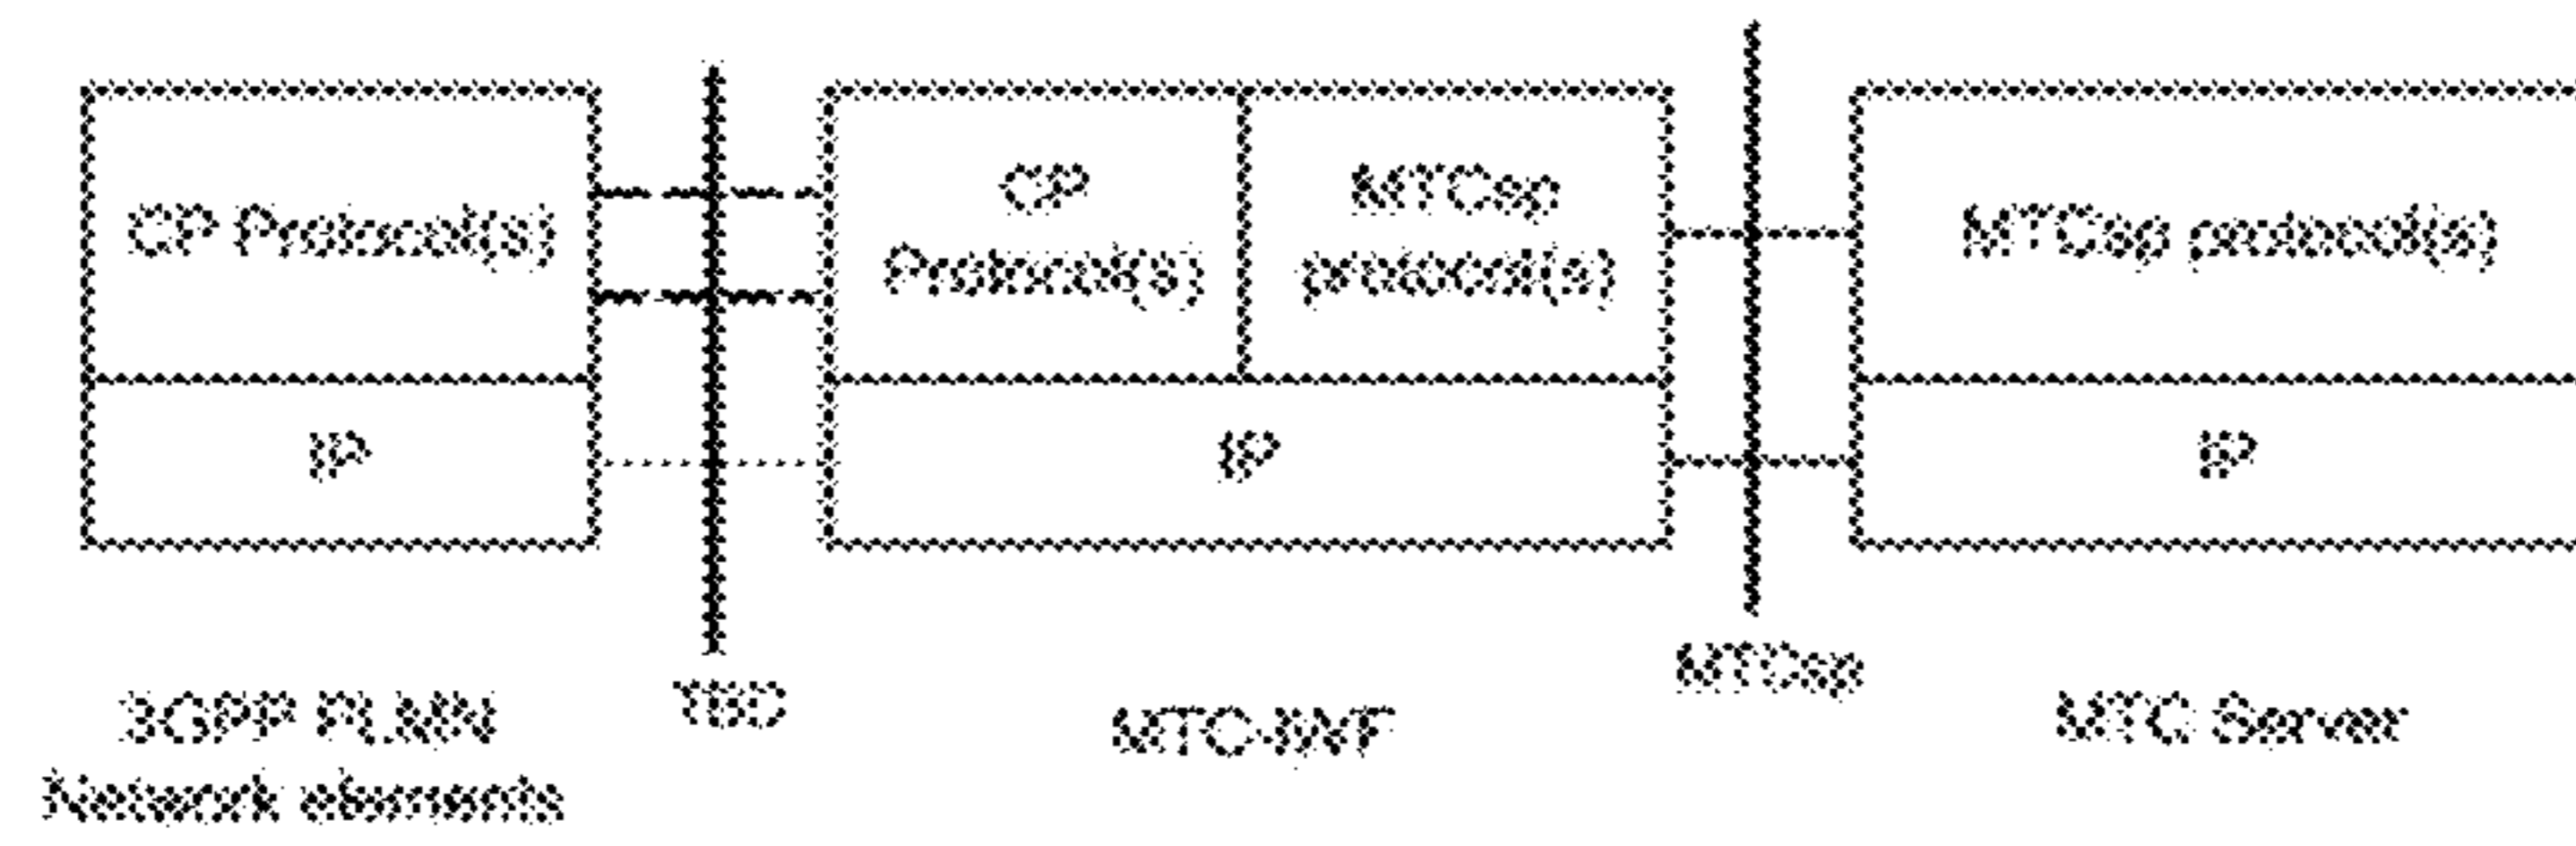 CP Protocol(s)
CP
Protocol(s)
MTCsp
protocol(s)
MTCsp protocol(s)
IP
IP
IP
3GPP PLMN
Network elements
TBD
MTC-IWF
MTCsp
MTC Server